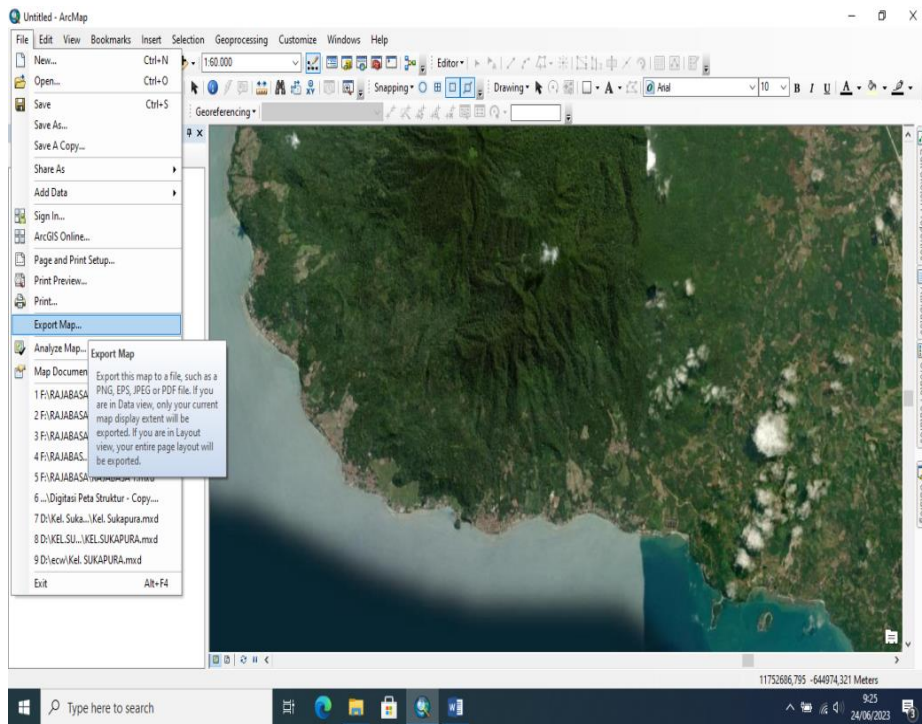 Untitled - ArcMap
File Edit View Bookmarks Insert Selection Geoprocessing Customize Windows Help
New... Ctrl+N
1:60.000
Editor
Open... Ctrl+O
Snapping
Drawing
Arial
10
B I U A
Save Ctrl+S
Georeferencing
Save As...
Save A Copy...
Share As
Add Data
Sign In...
ArcGIS Online...
Page and Print Setup...
Print Preview...
Print...
Export Map...
Analyze Map...
Map Documen
Export Map
Export this map to a file, such as a
PNG, EPS, JPEG or PDF file. If you
are in Data view, only your current
map display extent will be
exported. If you are in Layout
view, your entire page layout will
be exported.
1 F:\RAJABASA
2 F:\RAJABASA
3 F:\RAJABASA
4 F:\RAJABAS...
5 F:\RAJABASA
6 ...\Digitasi Peta Struktur - Copy....
7 D:\Kel. Suka...\Kel. Sukapura.mxd
8 D:\KEL.SU...\KEL.SUKAPURA.mxd
9 D:\ecw\Kel. SUKAPURA.mxd
Exit Alt+F4
11752686,795 -644974,321 Meters
Type here to search
9:25
24/06/2023